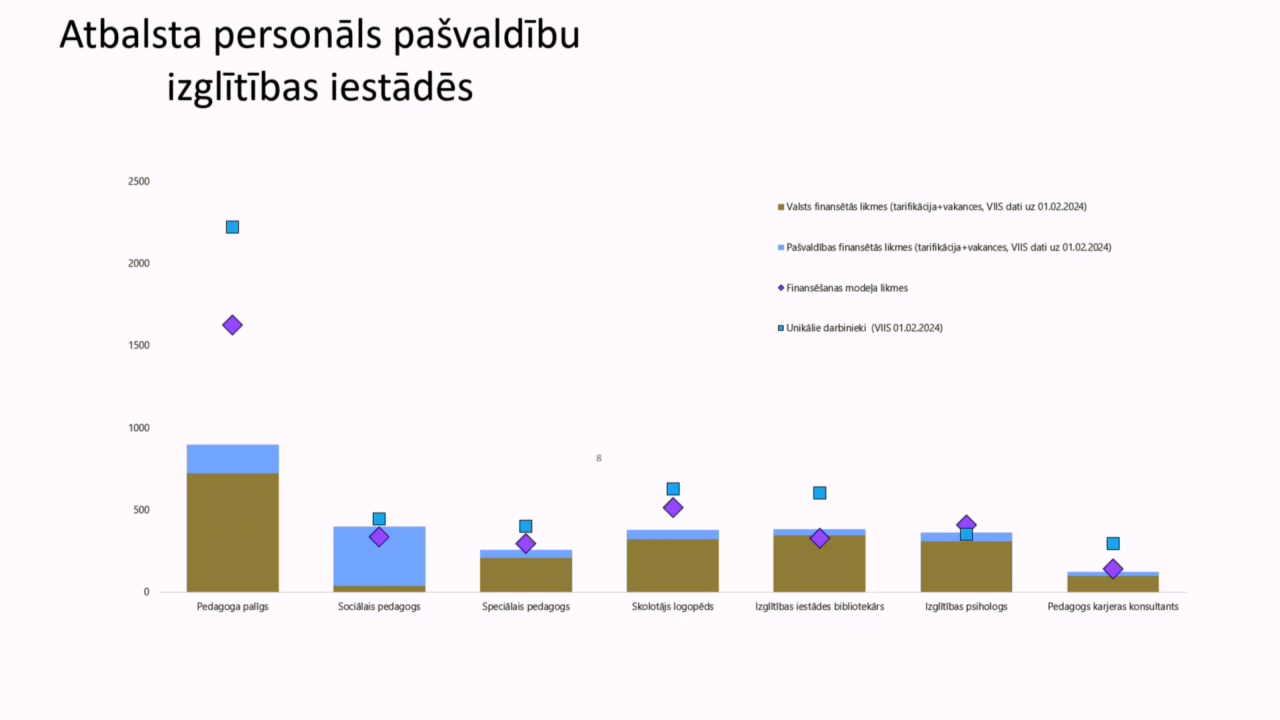 Atbalsta personāls pašvaldību
izglītības iestādēs
2500
2000
1500
1000
500
0
Valsts finansētās likmes (tarifikācija+vakances, VIIS dati uz 01.02.2024)
Pašvaldības finansētās likmes (tarifikācija+vakances, VIIS dati uz 01.02.2024)
Finansēšanas modeļa likmes
Unikālie darbinieki (VIIS 01.02.2024)
8
Pedagoga palīgs
Sociālais pedagogs
Speciālais pedagogs
Skolotājs logopēds
Izglītības iestādes bibliotekārs
Izglītības psihologs
Pedagogs karjeras konsultants